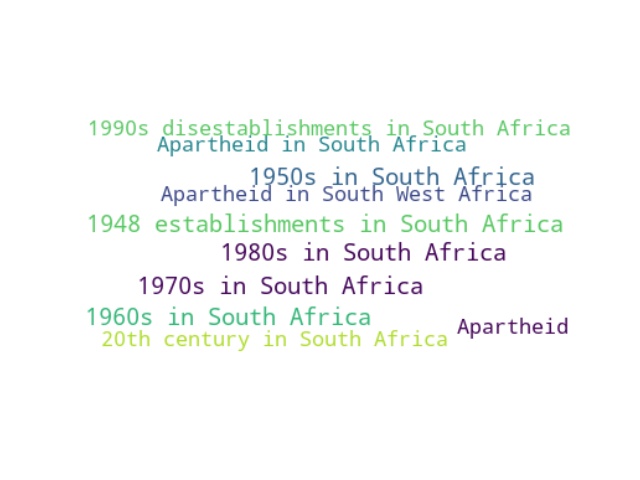 1990s disestablishments in South Africa
Apartheid in South Africa
1950s in South Africa
Apartheid in South West Africa
1948 establishments in South Africa
1980s in South Africa
1970s in South Africa
1960s in South Africa
Apartheid
20th century in South Africa